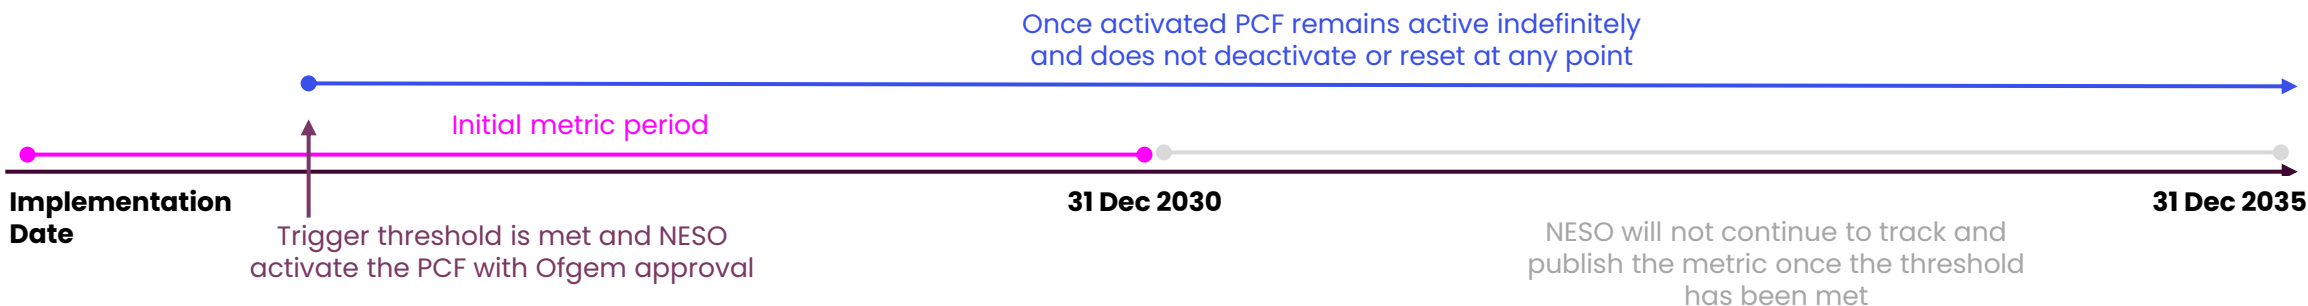 Once activated PCF remains active indefinitely
and does not deactivate or reset at any point
Initial metric period
Implementation
Date
31 Dec 2030
31 Dec 2035
Trigger threshold is met and NESO
activate the PCF with Ofgem approval
NESO will not continue to track and
publish the metric once the threshold
has been met